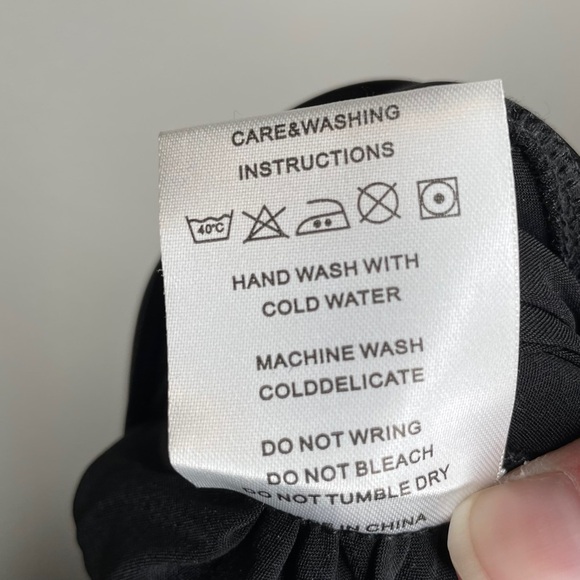 CARE&WASHING
INSTRUCTIONS
40°C
HAND WASH WITH
COLD WATER
MACHINE WASH
COLDDELICATE
DO NOT WRING
DO NOT BLEACH
DO NOT TUMBLE DRY
IN CHINA